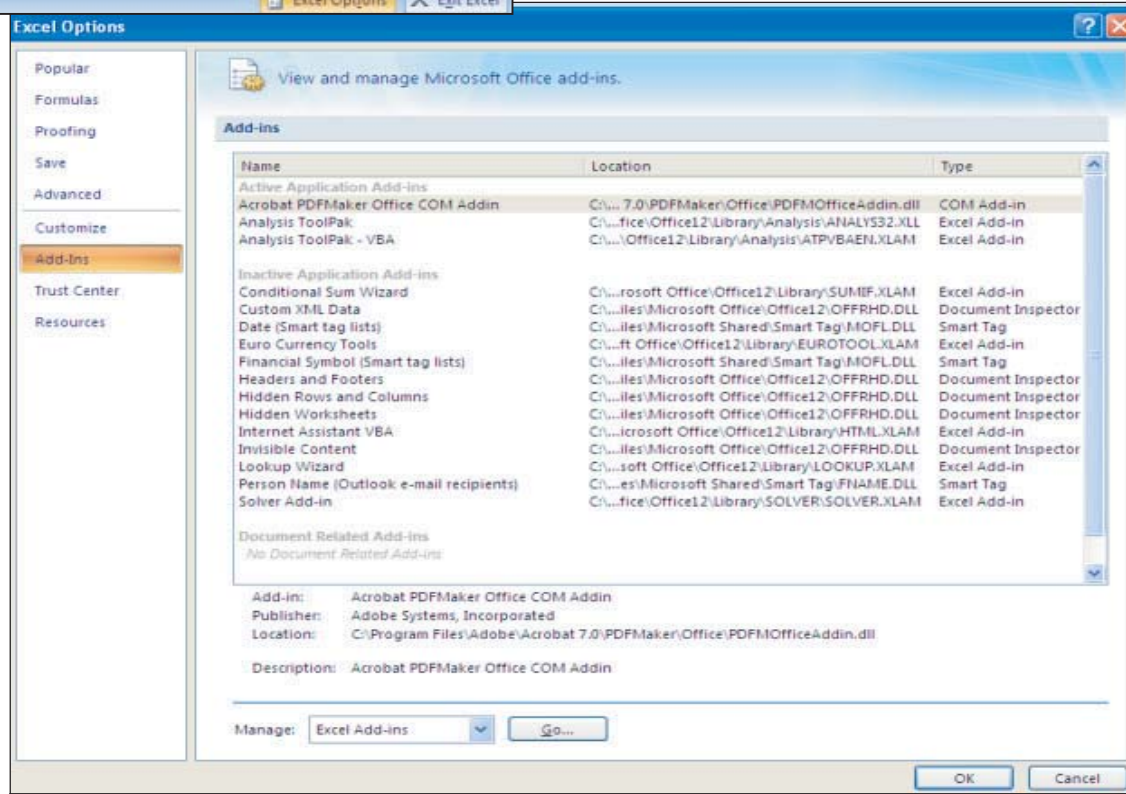 Excel Options Exit Excel
Excel Options
Popular
Formulas
Proofing
Save
Advanced
Customize
Add-Ins
Trust Center
Resources
View and manage Microsoft Office add-ins.
Add-ins
Name Location Type
Active Application Add-ins
Acrobat PDFMaker Office COM Addin C:\... 7.0\PDFMaker\Office\PDFMOfficeAddin.dll COM Add-in
Analysis ToolPak C:\...fice\Office12\Library\Analysis\ANALYS32.XLL Excel Add-in
Analysis ToolPak - VBA C:\...\Office12\Library\Analysis\ATPVBAEN.XLAM Excel Add-in
Inactive Application Add-ins
Conditional Sum Wizard C:\...rosoft Office\Office12\Library\SUMIF.XLAM Excel Add-in
Custom XML Data C:\...iles\Microsoft Office\Office12\OFFRHD.DLL Document Inspector
Date (Smart tag lists) C:\...iles\Microsoft Shared\Smart Tag\MOFL.DLL Smart Tag
Euro Currency Tools C:\...ft Office\Office12\Library\EUROTOOL.XLAM Excel Add-in
Financial Symbol (Smart tag lists) C:\...iles\Microsoft Shared\Smart Tag\MOFL.DLL Smart Tag
Headers and Footers C:\...iles\Microsoft Office\Office12\OFFRHD.DLL Document Inspector
Hidden Rows and Columns C:\...iles\Microsoft Office\Office12\OFFRHD.DLL Document Inspector
Hidden Worksheets C:\...iles\Microsoft Office\Office12\OFFRHD.DLL Document Inspector
Internet Assistant VBA C:\...icrosoft Office\Office12\Library\HTML.XLAM Excel Add-in
Invisible Content C:\...iles\Microsoft Office\Office12\OFFRHD.DLL Document Inspector
Lookup Wizard C:\...soft Office\Office12\Library\LOOKUP.XLAM Excel Add-in
Person Name (Outlook e-mail recipients) C:\...es\Microsoft Shared\Smart Tag\FNAME.DLL Smart Tag
Solver Add-in C:\...fice\Office12\Library\SOLVER\SOLVER.XLAM Excel Add-in
Document Related Add-ins
No Document Related Add-ins
Add-in: Acrobat PDFMaker Office COM Addin
Publisher: Adobe Systems, Incorporated
Location: C:\Program Files\Adobe\Acrobat 7.0\PDFMaker\Office\PDFMOfficeAddin.dll
Description: Acrobat PDFMaker Office COM Addin
Manage: Excel Add-ins Go...
OK Cancel